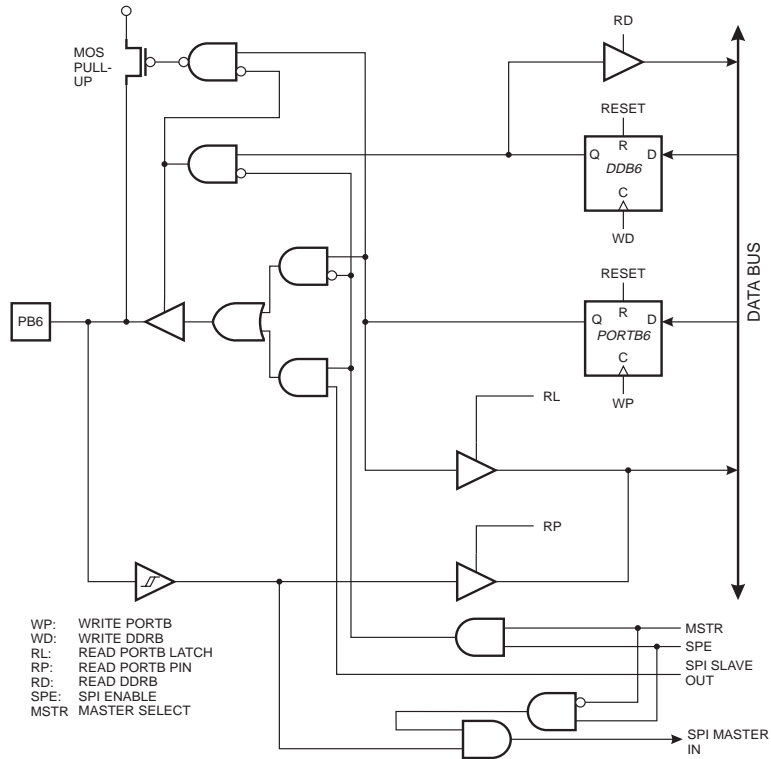 RD
MOS
PULL-
UP
RESET
R
Q
D
DDB6
C
WD
DATA BUS
RESET
R
Q
D
PORTB6
C
WP
PB6
RL
RP
WP: WRITE PORTB
WD: WRITE DDRB
RL: READ PORTB LATCH
RP: READ PORTB PIN
RD: READ DDRB
SPE: SPI ENABLE
MSTR MASTER SELECT
MSTR
SPE
SPI SLAVE
OUT
SPI MASTER
IN